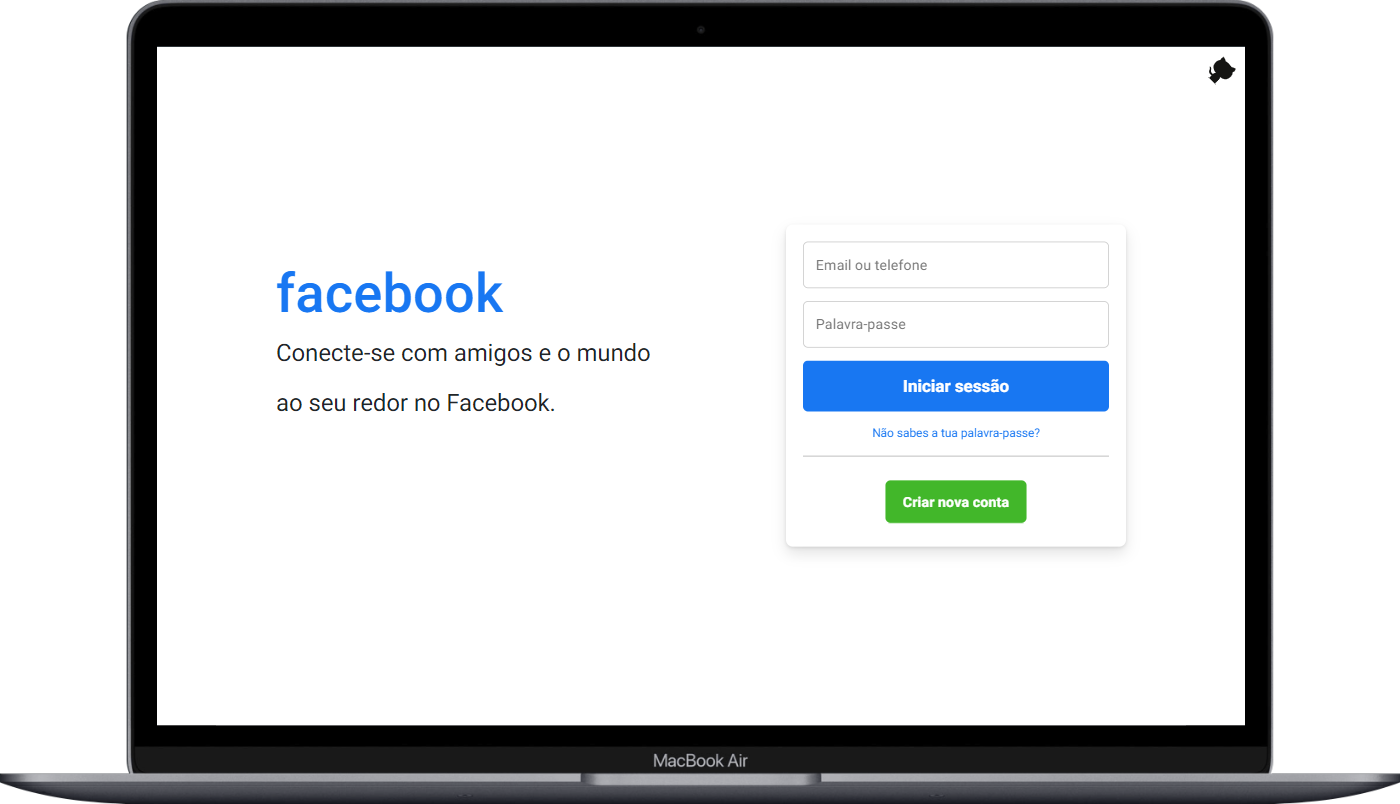 facebook
Conecte-se com amigos e o mundo
ao seu redor no Facebook.
Email ou telefone
Palavra-passe
Iniciar sessão
Não sabes a tua palavra-passe?
Criar nova conta
MacBook Air